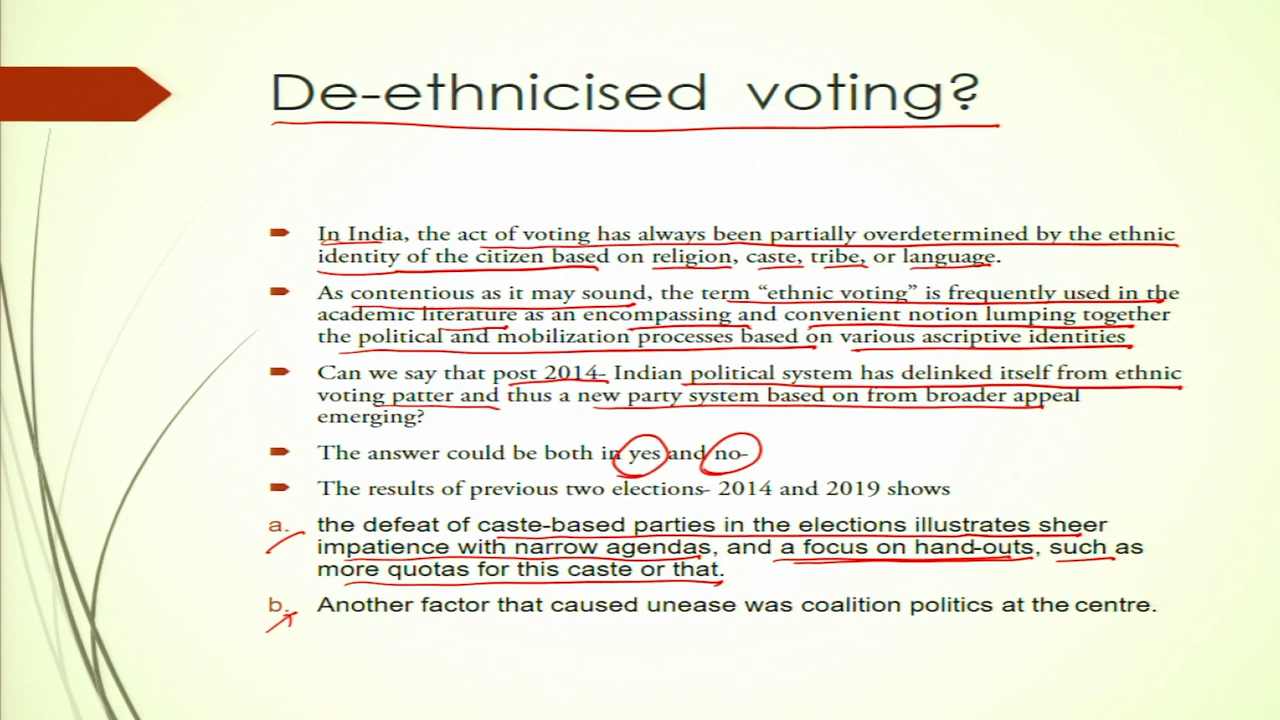 De-ethnicised voting?
In India, the act of voting has always been partially overdetermined by the ethnic
identity of the citizen based on religion, caste, tribe, or language.
As contentious as it may sound, the term “ethnic voting” is frequently used in the
academic literature as an encompassing and convenient notion lumping together
the political and mobilization processes based on various ascriptive identities
Can we say that post 2014- Indian political system has delinked itself from ethnic
voting patter and thus a new party system based on from broader appeal
emerging?
The answer could be both in yes and no-
The results of previous two elections- 2014 and 2019 shows
a. the defeat of caste-based parties in the elections illustrates sheer
impatience with narrow agendas, and a focus on hand-outs, such as
more quotas for this caste or that.
b. Another factor that caused unease was coalition politics at the centre.